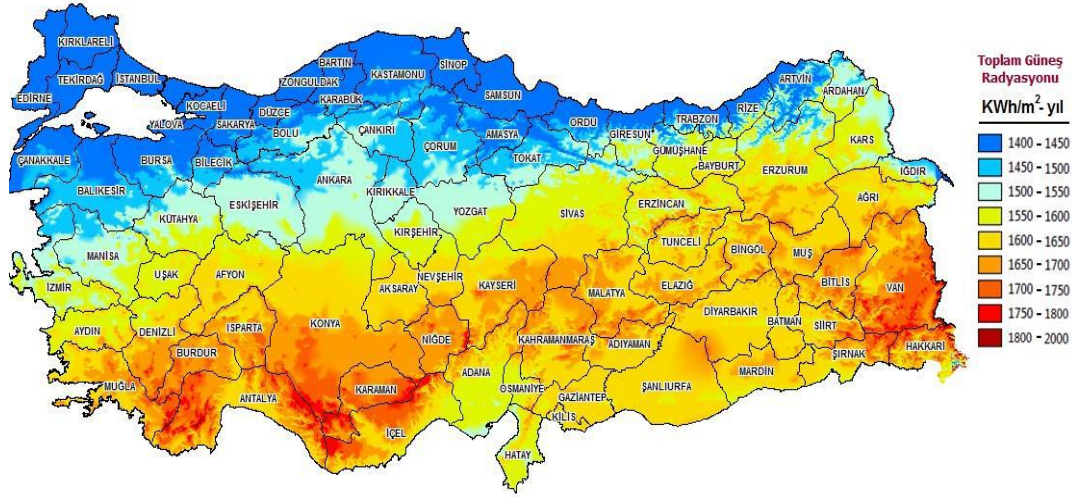 KIRKLARELİ
TEKİRDAĞ
İSTANBUL
EDİRNE
KOCAELİ
YALOVA
SAKARYA
DÜZCE
ZONGULDAK
BARTIN
KARABÜK
KASTAMONU
SİNOP
SAMSUN
BOLU
ÇANKIRI
ÇORUM
AMASYA
ORDU
GİRESUN
TRABZON
RİZE
ARTVİN
ARDAHAN
KARS
IĞDIR
ÇANAKKALE
BURSA
BİLECİK
BALIKEŞİR
ESKİŞEHİR
ANKARA
KIRIKKALE
TOKAT
GÜMÜŞHANE
BAYBURT
ERZURUM
AĞRI
KÜTAHYA
YOZGAT
SİVAS
ERZİNCAN
KIRŞEHİR
MANİSA
UŞAK
AFYON
İZMİR
NEVŞEHİR
AKSARAY
KAYSERİ
MALATYA
TUNCELİ
BİNGÖL
MUŞ
ELAZIĞ
BİTLİS
VAN
AYDIN
DENİZLİ
ISPARTA
KONYA
NİĞDE
KAHRAMANMARAŞ
ADIYAMAN
DİYARBAKIR
BATMAN
SİİRT
ŞIRNAK
HAKKARİ
BURDUR
MUĞLA
ANTALYA
KARAMAN
İÇEL
ADANA
OSMANİYE
GAZİANTEP
KİLİS
ŞANLIURFA
MARDİN
HATAY
Toplam Güneş
Radyasyonu
KWh/m²- yıl
1400 - 1450
1450 - 1500
1500 - 1550
1550 - 1600
1600 - 1650
1650 - 1700
1700 - 1750
1750 - 1800
1800 - 2000